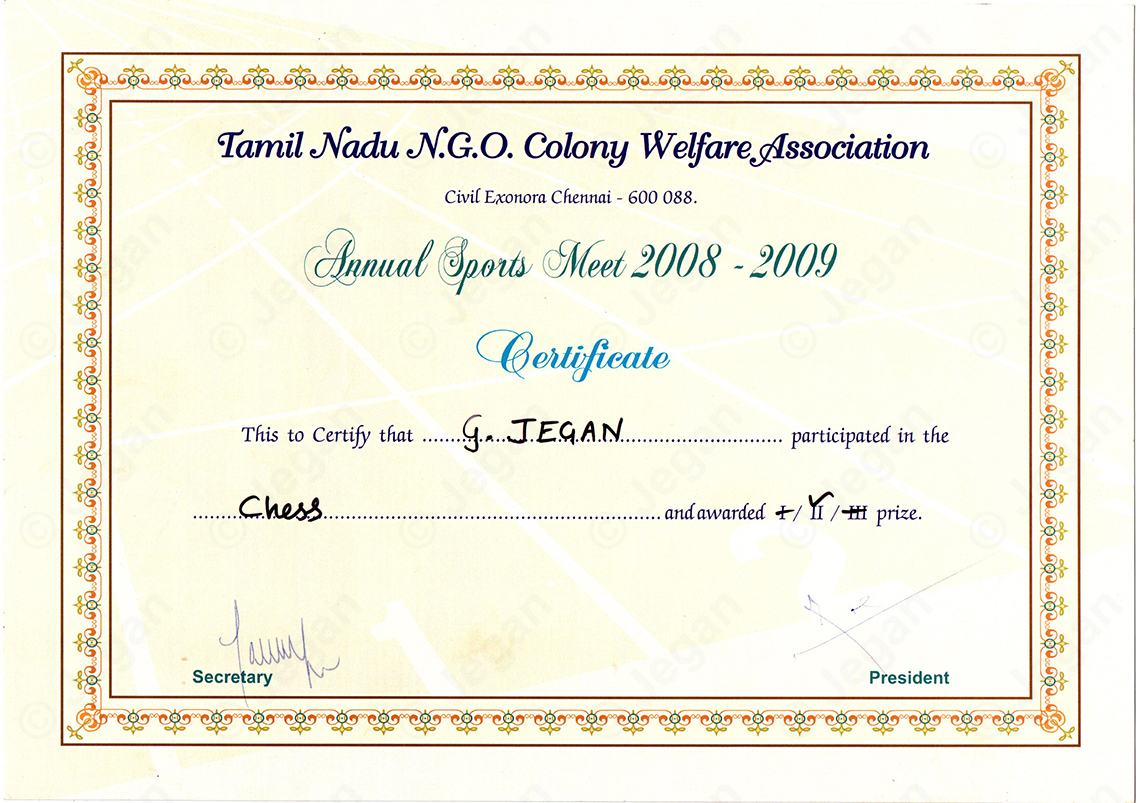 Tamil Nadu N.G.O. Colony Welfare Association
Civil Exonora Chennai - 600 088.
Annual Sports Meet 2008 - 2009
Certificate
This to Certify that ......G. JEGAN................................ participated in the
......Chess.................................................................and awarded I / II / III prize.
Secretary
President
© Jegan